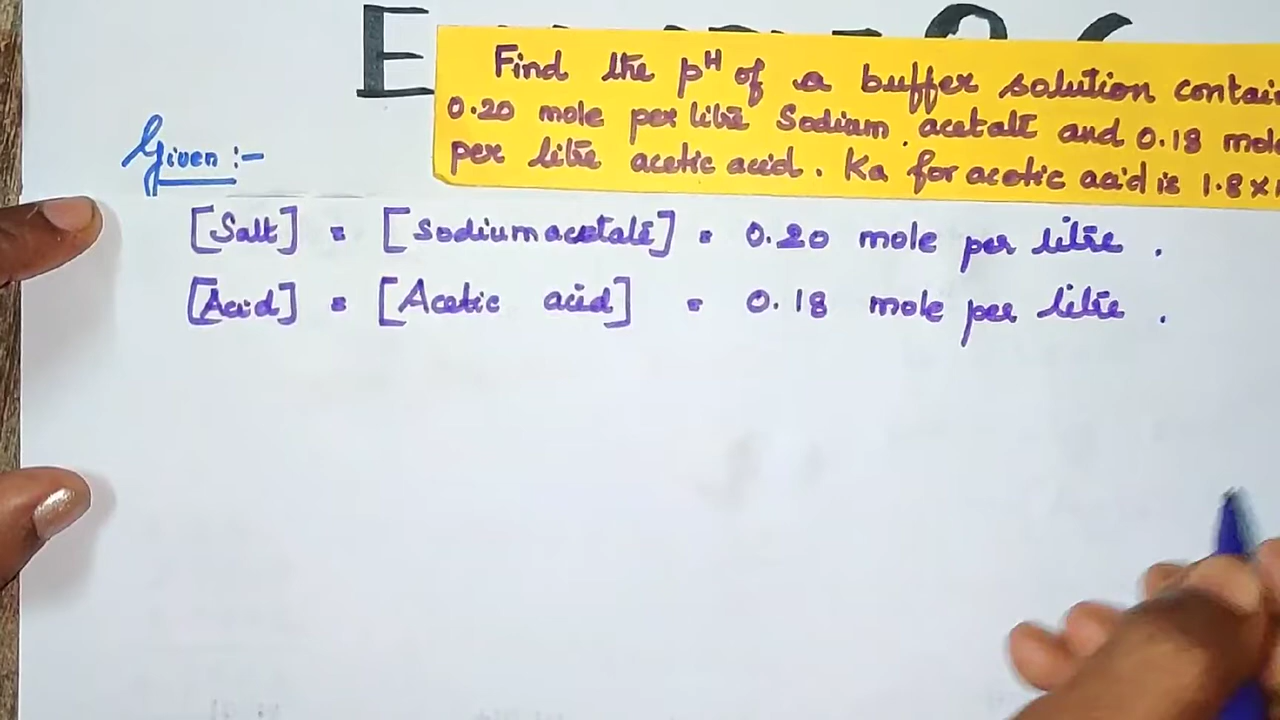 E
Find the pH of a buffer solution contai
0.20 mole per litre Sodium acetate and 0.18 mole
per litre acetic acid. Ka for acetic acid is 1.8×1
Given :-
[Salt] = [Sodium acetate] = 0.20 mole per litre .
[Acid] = [Acetic acid] = 0.18 mole per litre .